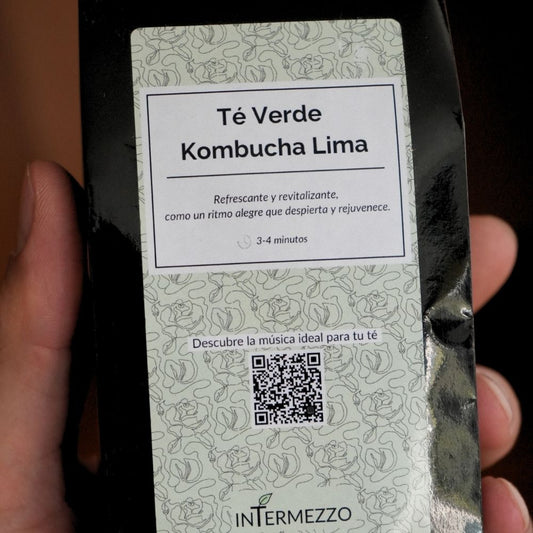 Té Verde
Kombucha Lima
Refrescante y revitalizante,
como un ritmo alegre que despierta y rejuvenece.
3-4 minutos
Descubre la música ideal para tu té
INTERMEZZO